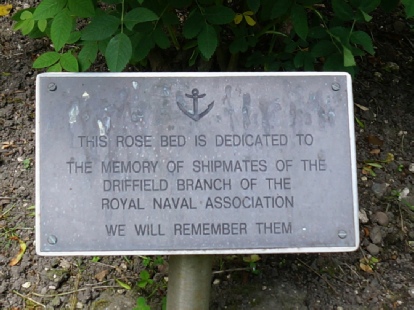 THIS ROSE BED IS DEDICATED TO
THE MEMORY OF SHIPMATES OF THE
DRIFFIELD BRANCH OF THE
ROYAL NAVAL ASSOCIATION
WE WILL REMEMBER THEM